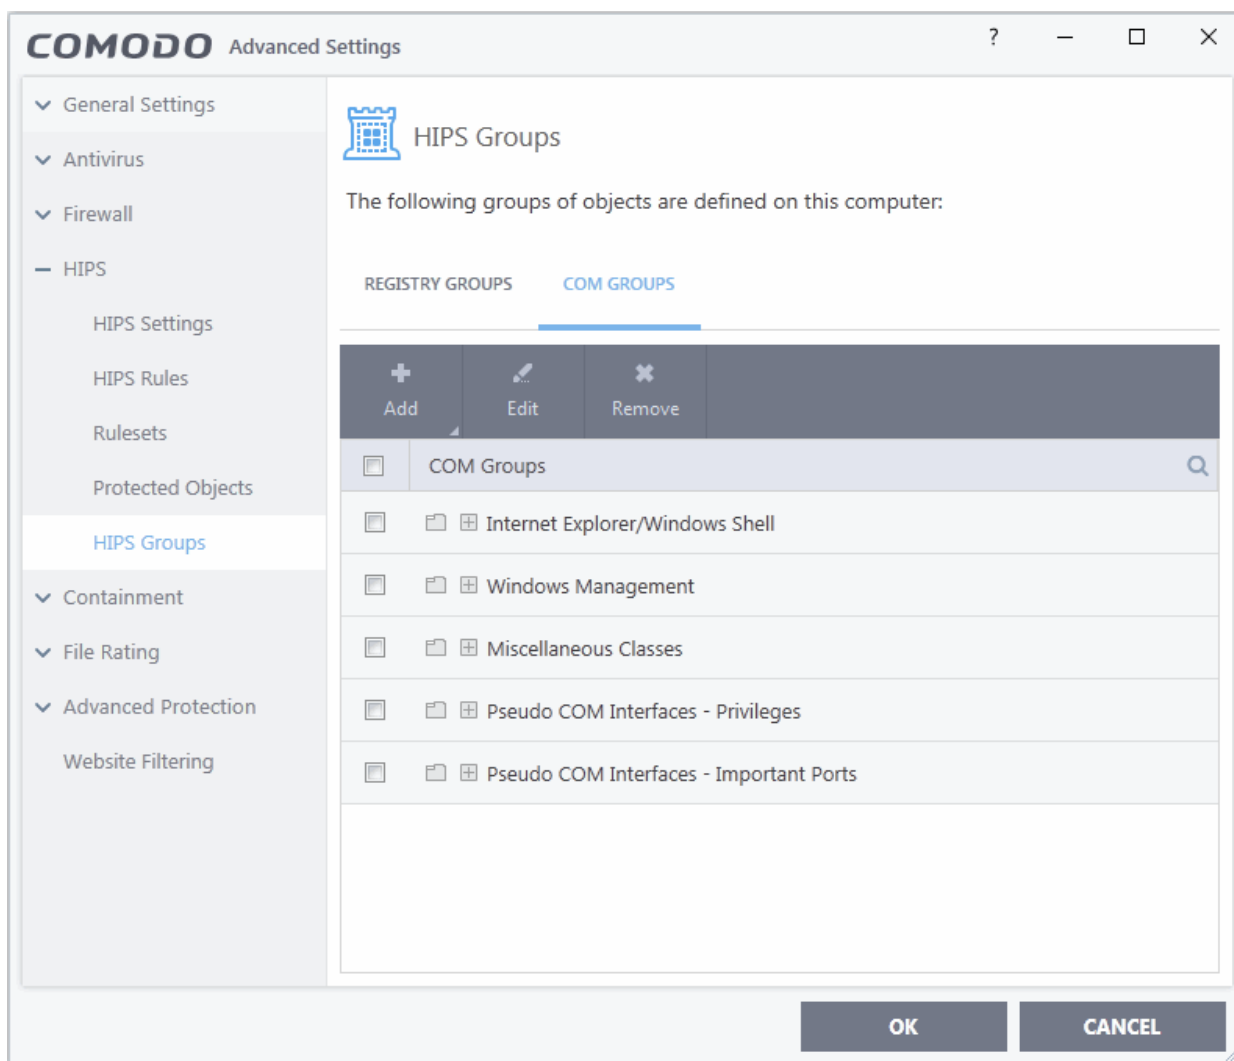 COMODO Advanced Settings
?
General Settings
Antivirus
Firewall
HIPS
HIPS Settings
HIPS Rules
Rulesets
Protected Objects
HIPS Groups
Containment
File Rating
Advanced Protection
Website Filtering
HIPS Groups
The following groups of objects are defined on this computer:
REGISTRY GROUPS COM GROUPS
Add Edit Remove
COM Groups
Internet Explorer/Windows Shell
Windows Management
Miscellaneous Classes
Pseudo COM Interfaces - Privileges
Pseudo COM Interfaces - Important Ports
OK CANCEL